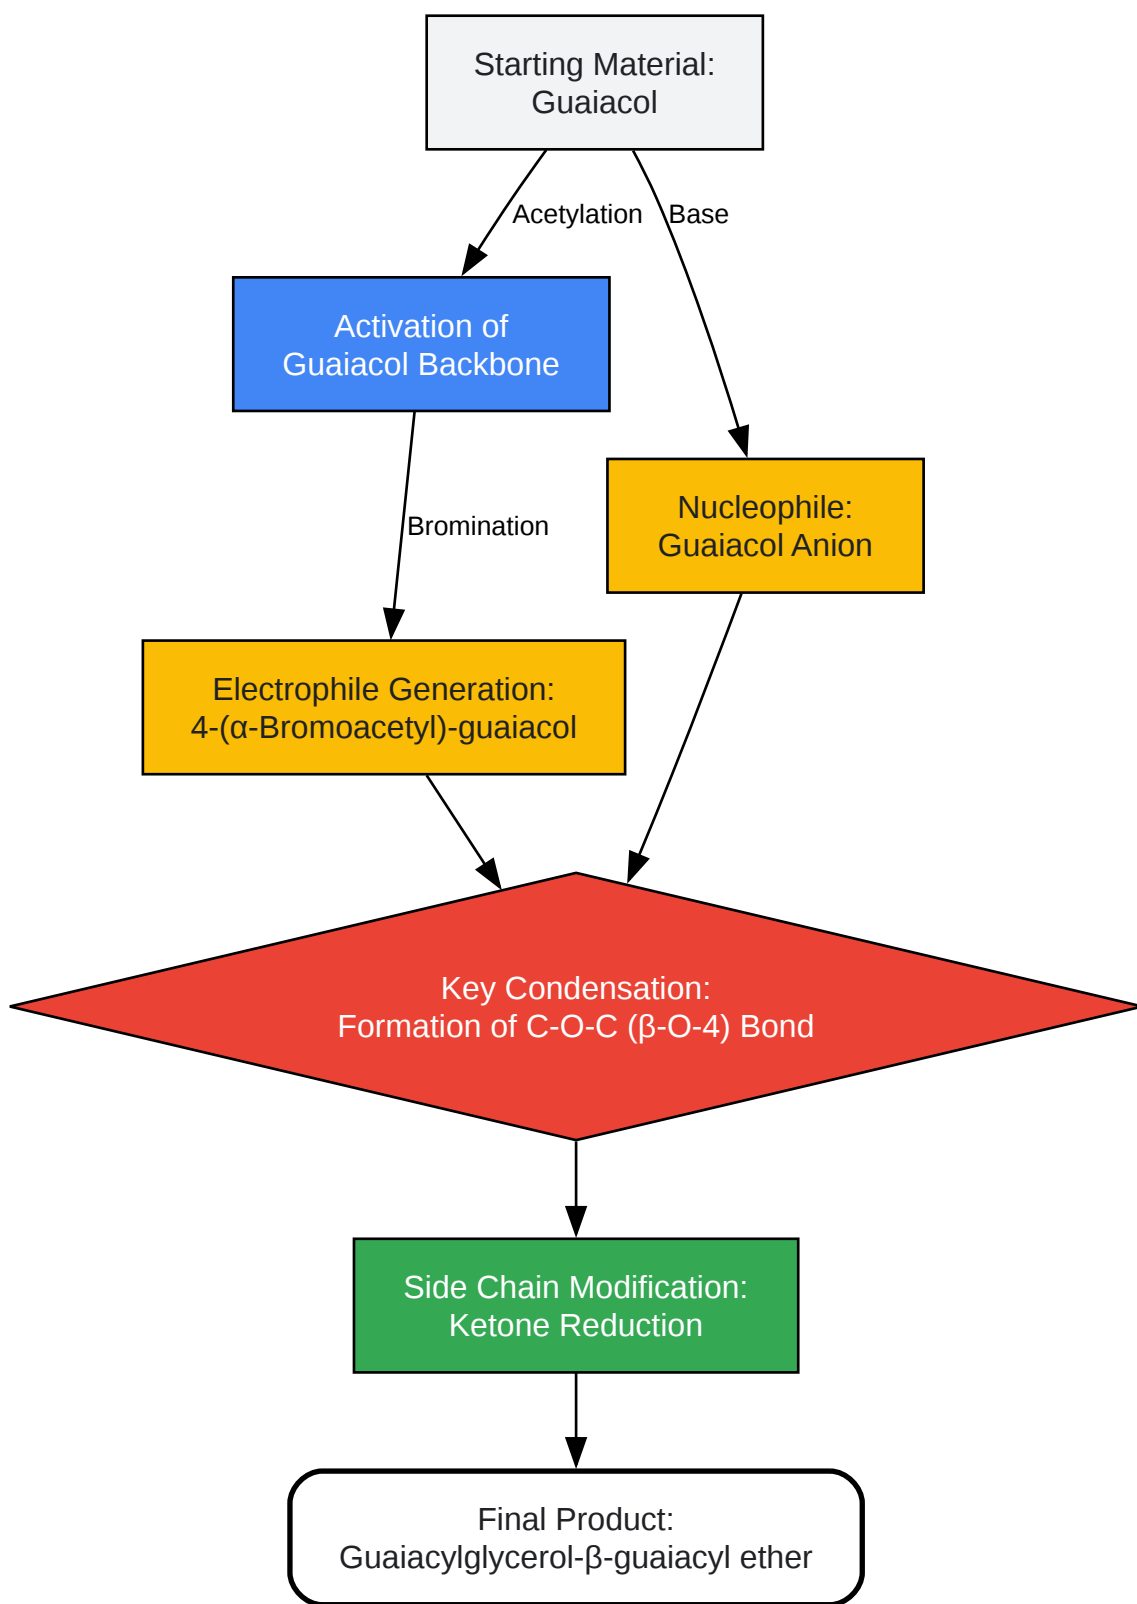 Starting Material:
Guaiacol
Acetylation
Base
Activation of
Guaiacol Backbone
Nucleophile:
Guaiacol Anion
Bromination
Electrophile Generation:
4-(α-Bromoacetyl)-guaiacol
Key Condensation:
Formation of C-O-C (β-O-4) Bond
Side Chain Modification:
Ketone Reduction
Final Product:
Guaiacylglycerol-β-guaiacyl ether